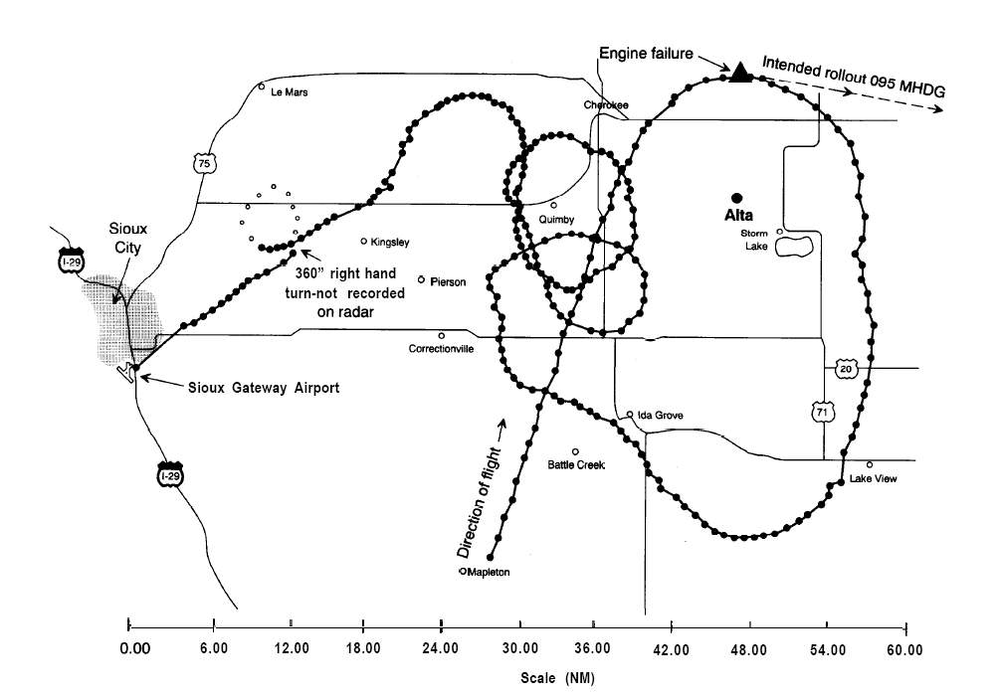 Engine failure
Intended rollout 095 MHDG
Le Mars
Cherokee
75
Sioux
City
Quimby
Alta
Storm
Lake
Kingsley
I-29
360" right hand
turn-not recorded
on radar
Pierson
Correctionville
Sioux Gateway Airport
20
71
Ida Grove
Battle Creek
Direction of flight
I-29
Lake View
Mapleton
0.00 6.00 12.00 18.00 24.00 30.00 36.00 42.00 48.00 54.00 60.00
Scale (NM)